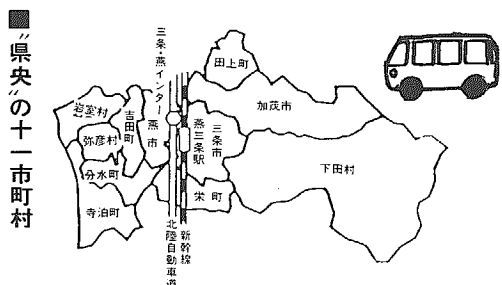 ■〝県央〟の十一市町村
三条・燕インター
田上町
加茂市
岩室村
吉田町
燕市
燕三条駅
三条市
弥彦村
下田村
分水町
寺泊町
栄町
新幹線
北陸自動車道